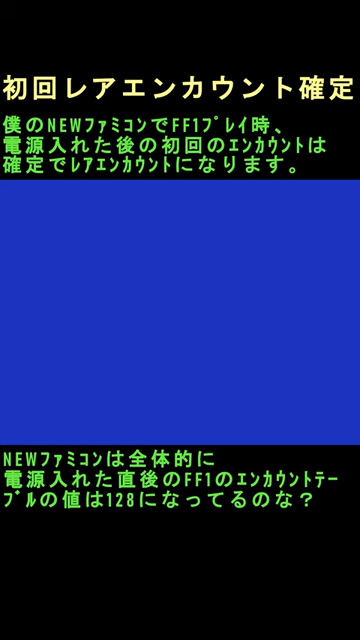 初回レアエンカウント確定
僕のNEWﾌｧﾐｺﾝでFF1ﾌﾟﾚｲ時、
電源入れた後の初回のｴﾝｶｳﾝﾄは
確定でﾚｱｴﾝｶｳﾝﾄになります。
NEWﾌｧﾐｺﾝは全体的に
電源入れた直後のFF1のｴﾝｶｳﾝﾄﾃｰ
ﾌﾞﾙの値は128になってるのな？